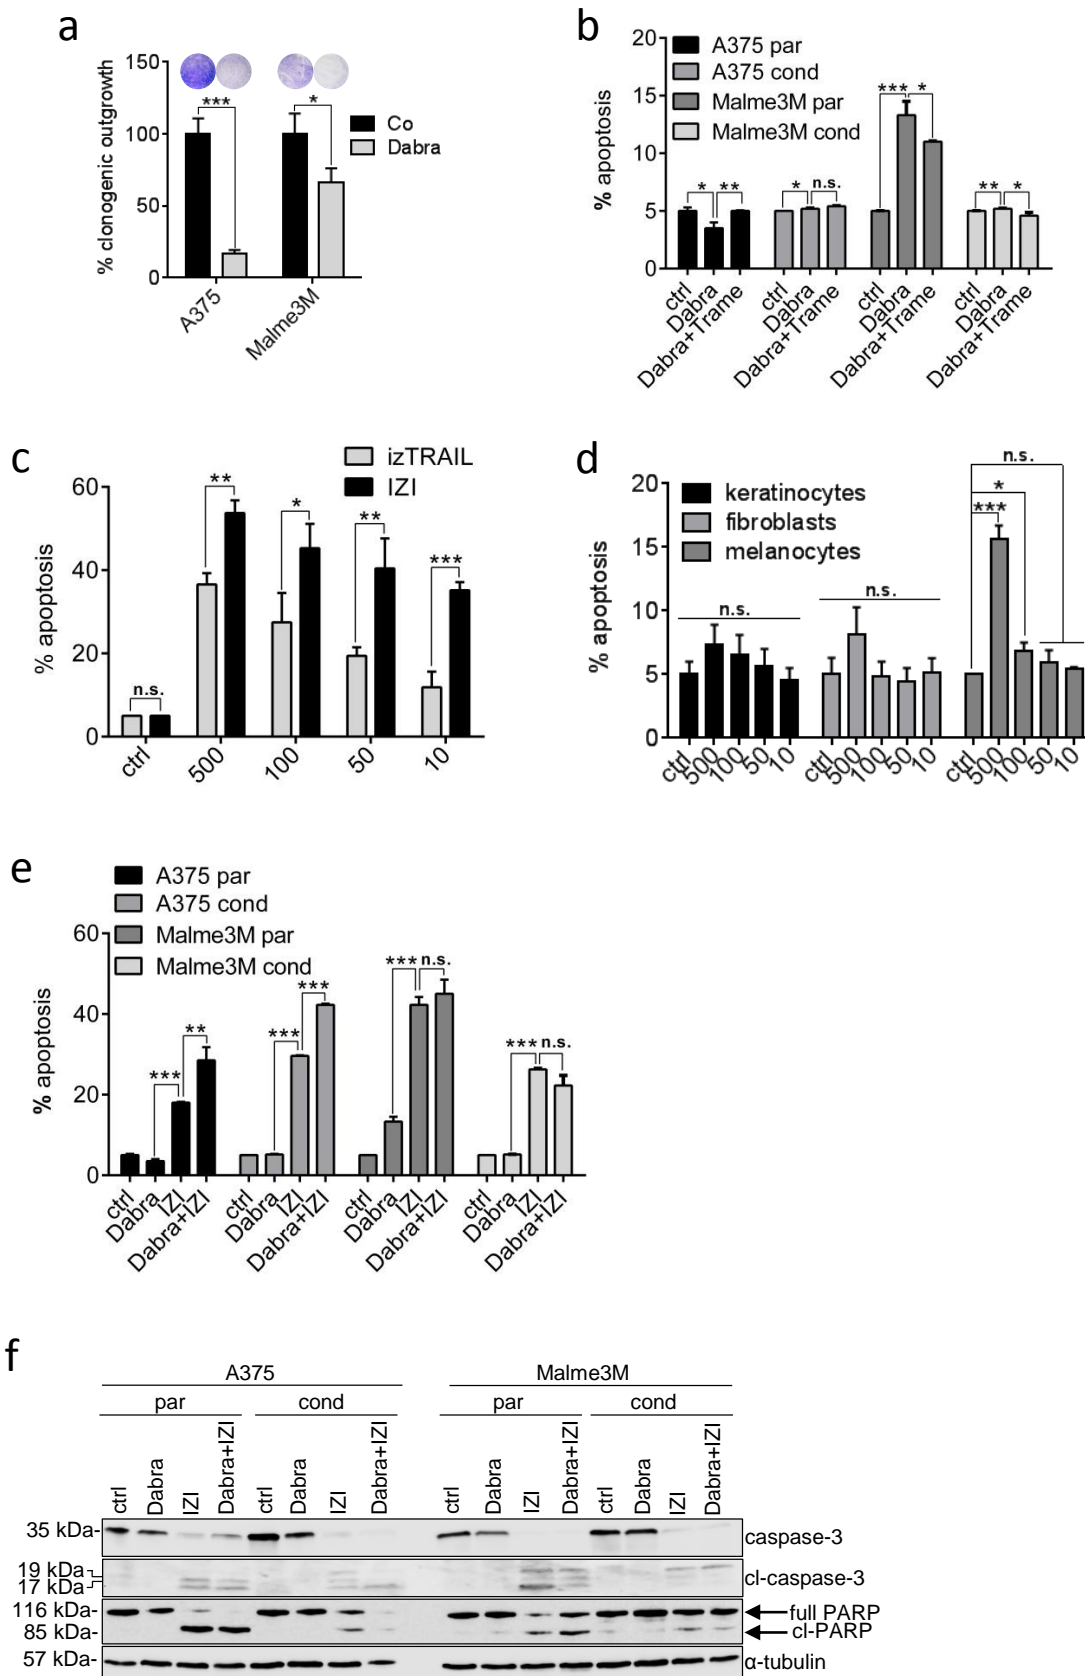 a
% clonogenic outgrowth
150
100
50
0
***
*
Co
Dabra
A375
Malme3M
b
% apoptosis
20
15
10
5
0
A375 par
A375 cond
Malme3M par
Malme3M cond
* **
* n.s.
*** *
** *
ctrl Dabra Dabra+Trame
ctrl Dabra Dabra+Trame
ctrl Dabra Dabra+Trame
ctrl Dabra Dabra+Trame
c
% apoptosis
60
40
20
0
izTRAIL
IZI
n.s.
**
*
**
***
ctrl 500 100 50 10
d
% apoptosis
20
15
10
5
0
keratinocytes
fibroblasts
melanocytes
n.s.
n.s.
n.s.
*
***
ctrl 500 100 50 10
ctrl 500 100 50 10
ctrl 500 100 50 10
e
% apoptosis
60
40
20
0
A375 par
A375 cond
Malme3M par
Malme3M cond
*** **
*** ***
*** n.s.
*** n.s.
ctrl Dabra IZI Dabra+IZI
ctrl Dabra IZI Dabra+IZI
ctrl Dabra IZI Dabra+IZI
ctrl Dabra IZI Dabra+IZI
f
A375 Malme3M
par cond par cond
ctrl Dabra IZI Dabra+IZI ctrl Dabra IZI Dabra+IZI ctrl Dabra IZI Dabra+IZI ctrl Dabra IZI Dabra+IZI
35 kDa- caspase-3
19 kDa- cl-caspase-3
17 kDa-
116 kDa- full PARP
85 kDa- cl-PARP
57 kDa- α-tubulin